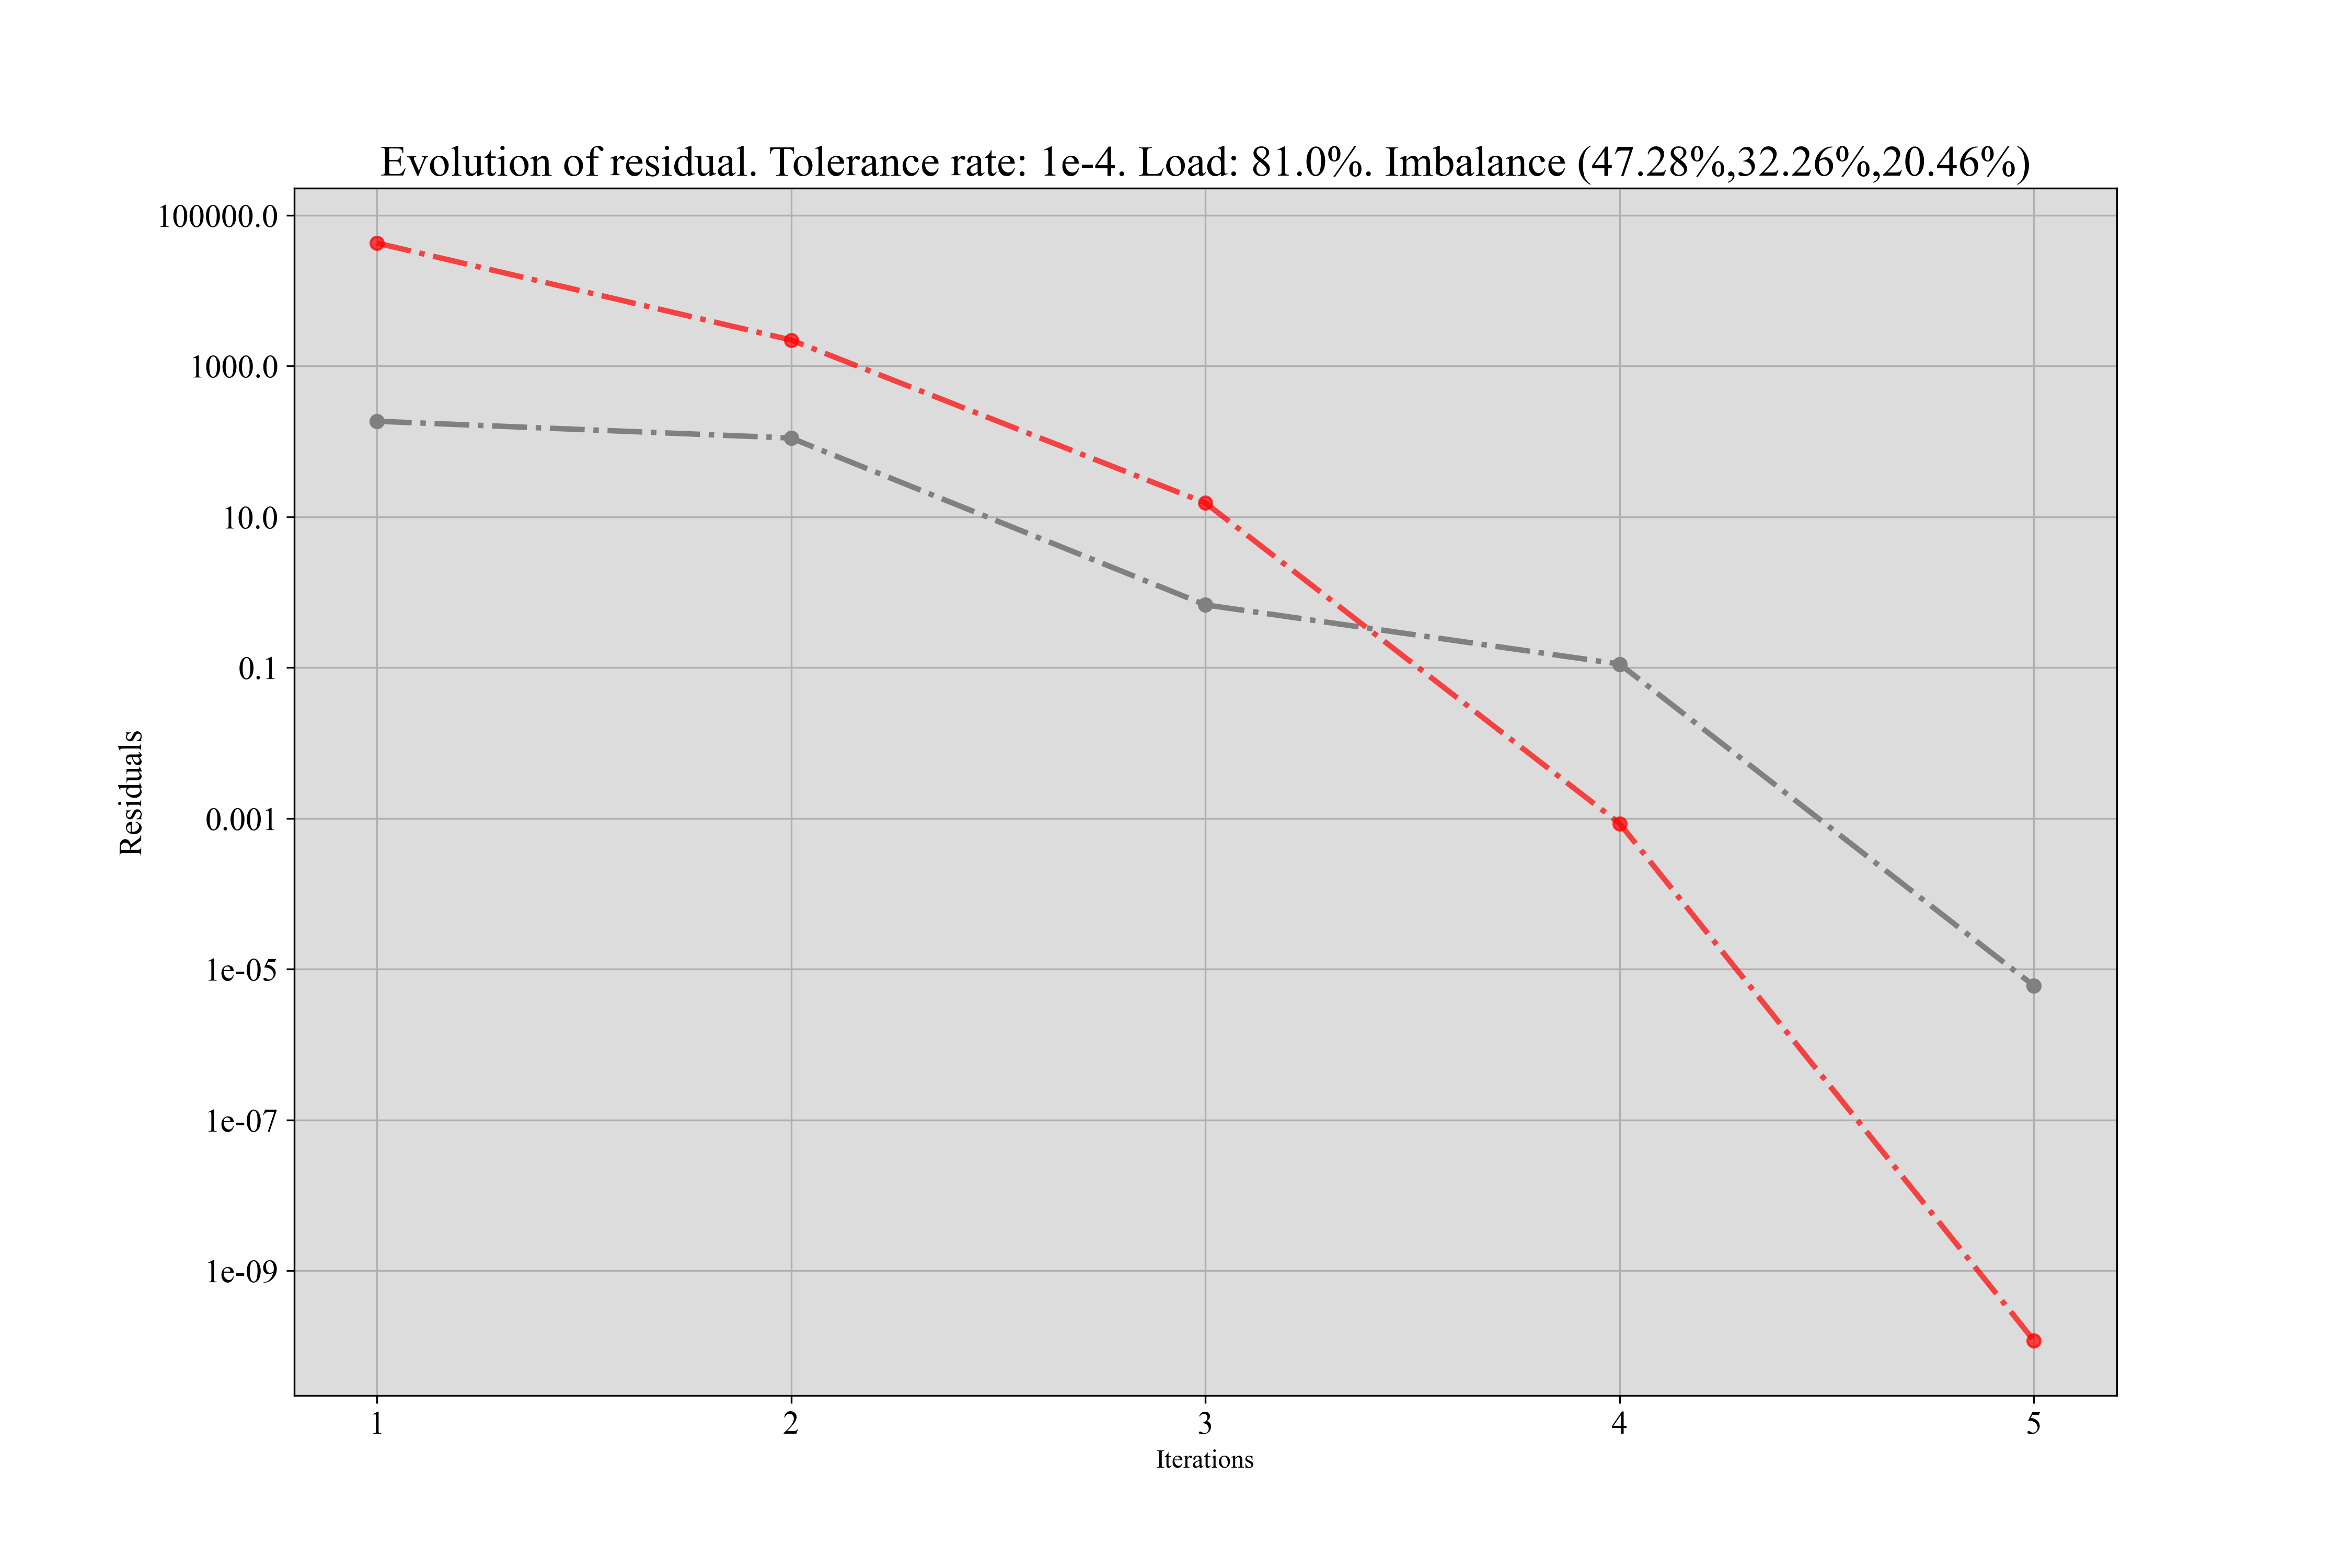 Evolution of residual. Tolerance rate: 1e-4. Load: 81.0%. Imbalance (47.28%,32.26%,20.46%)
100000.0
1000.0
10.0
0.1
0.001
1e-05
1e-07
1e-09
Residuals
1 2 3 4 5
Iterations